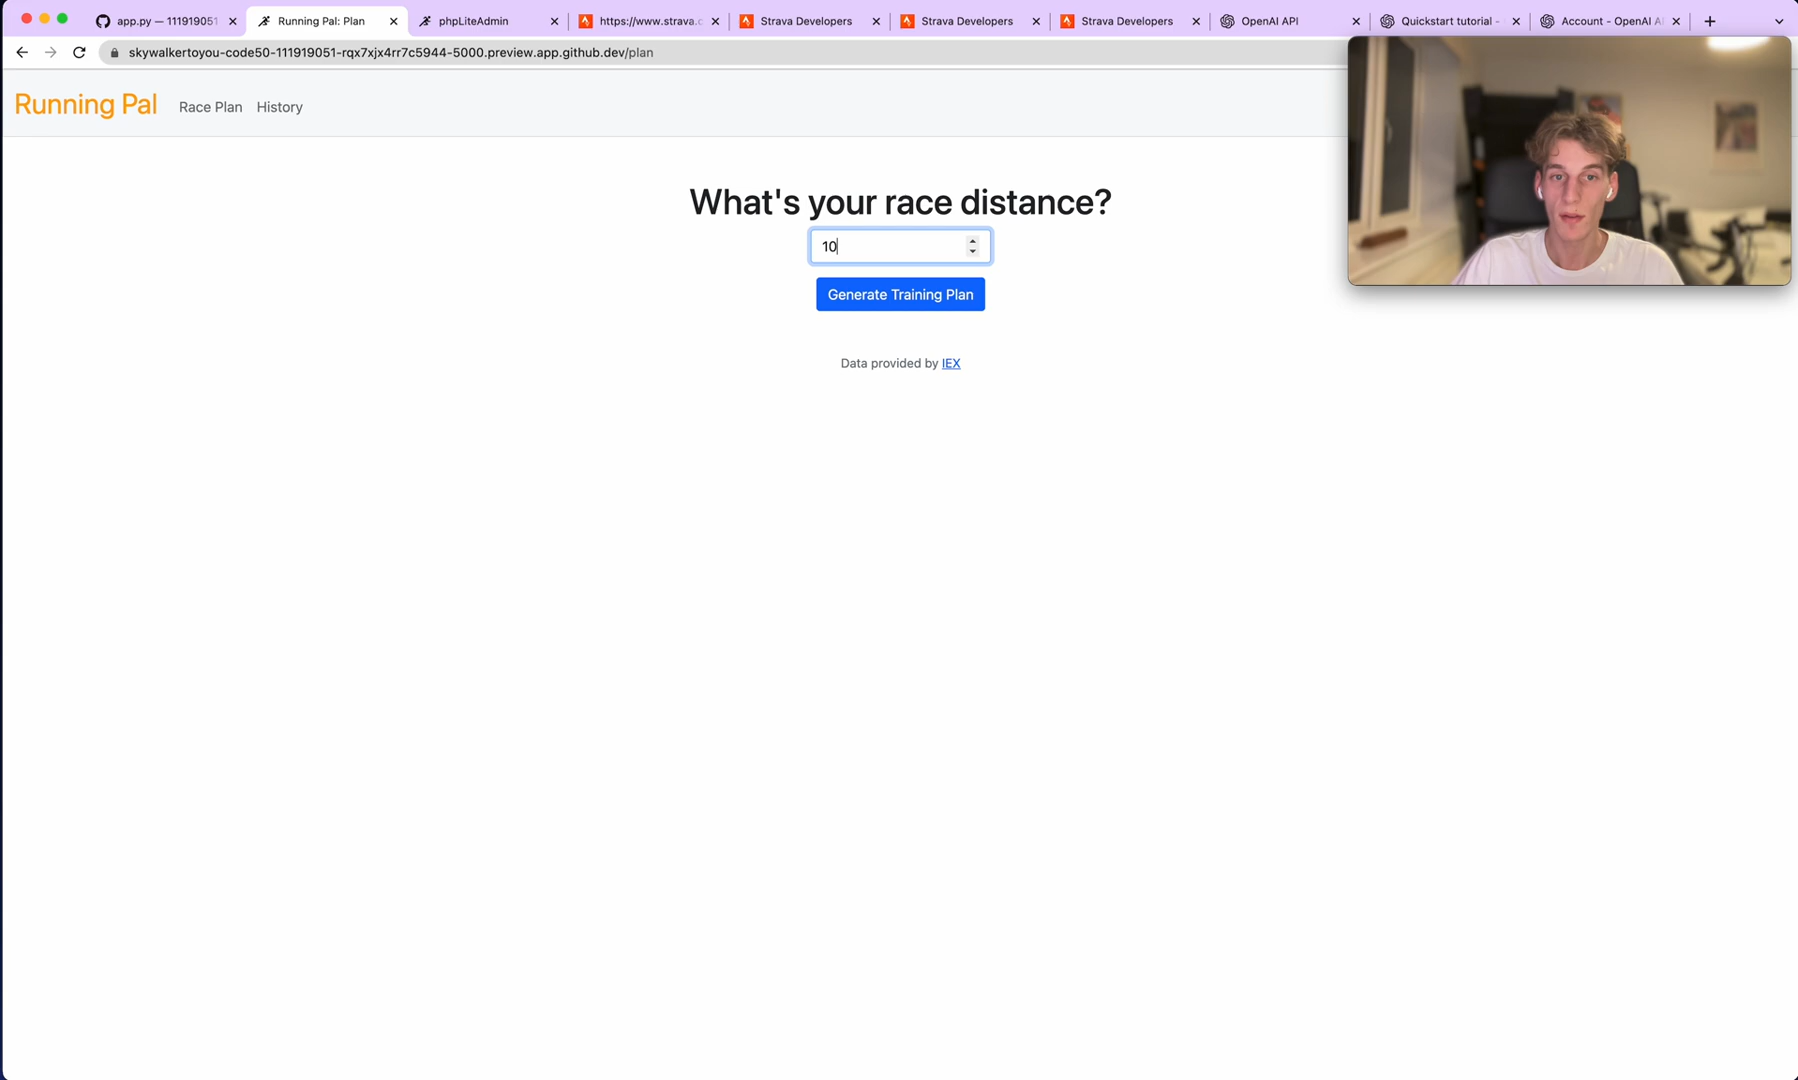 app.py — 111919051
Running Pal: Plan
phpLiteAdmin
https://www.strava.c
Strava Developers
Strava Developers
Strava Developers
OpenAI API
Quickstart tutorial -
Account - OpenAI A
skywalkertoyou-code50-111919051-rqx7xjx4rr7c5944-5000.preview.app.github.dev/plan
Running Pal Race Plan History
What's your race distance?
10
Generate Training Plan
Data provided by IEX